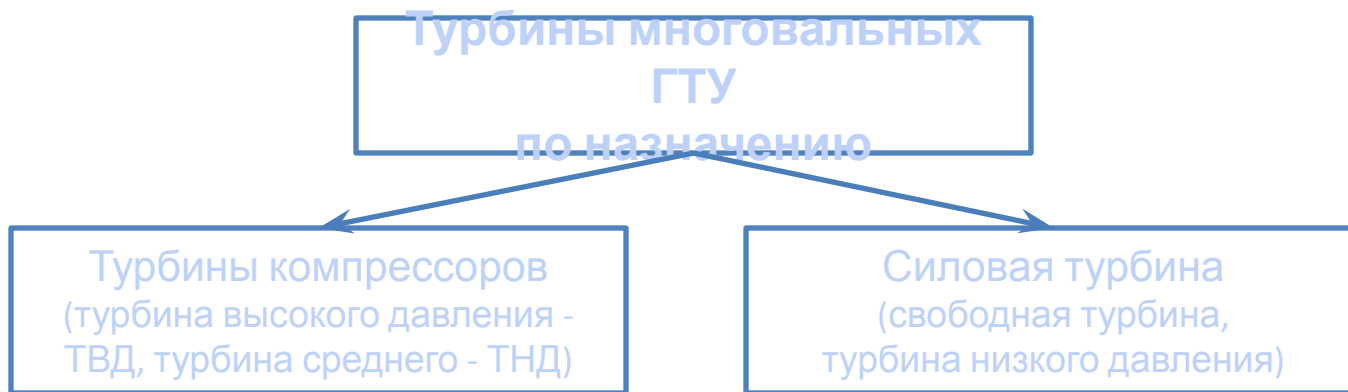 Турбины многовальных
ГТУ
по назначению
Турбины компрессоров
(турбина высокого давления -
ТВД, турбина среднего - ТНД)
Силовая турбина
(свободная турбина,
турбина низкого давления)